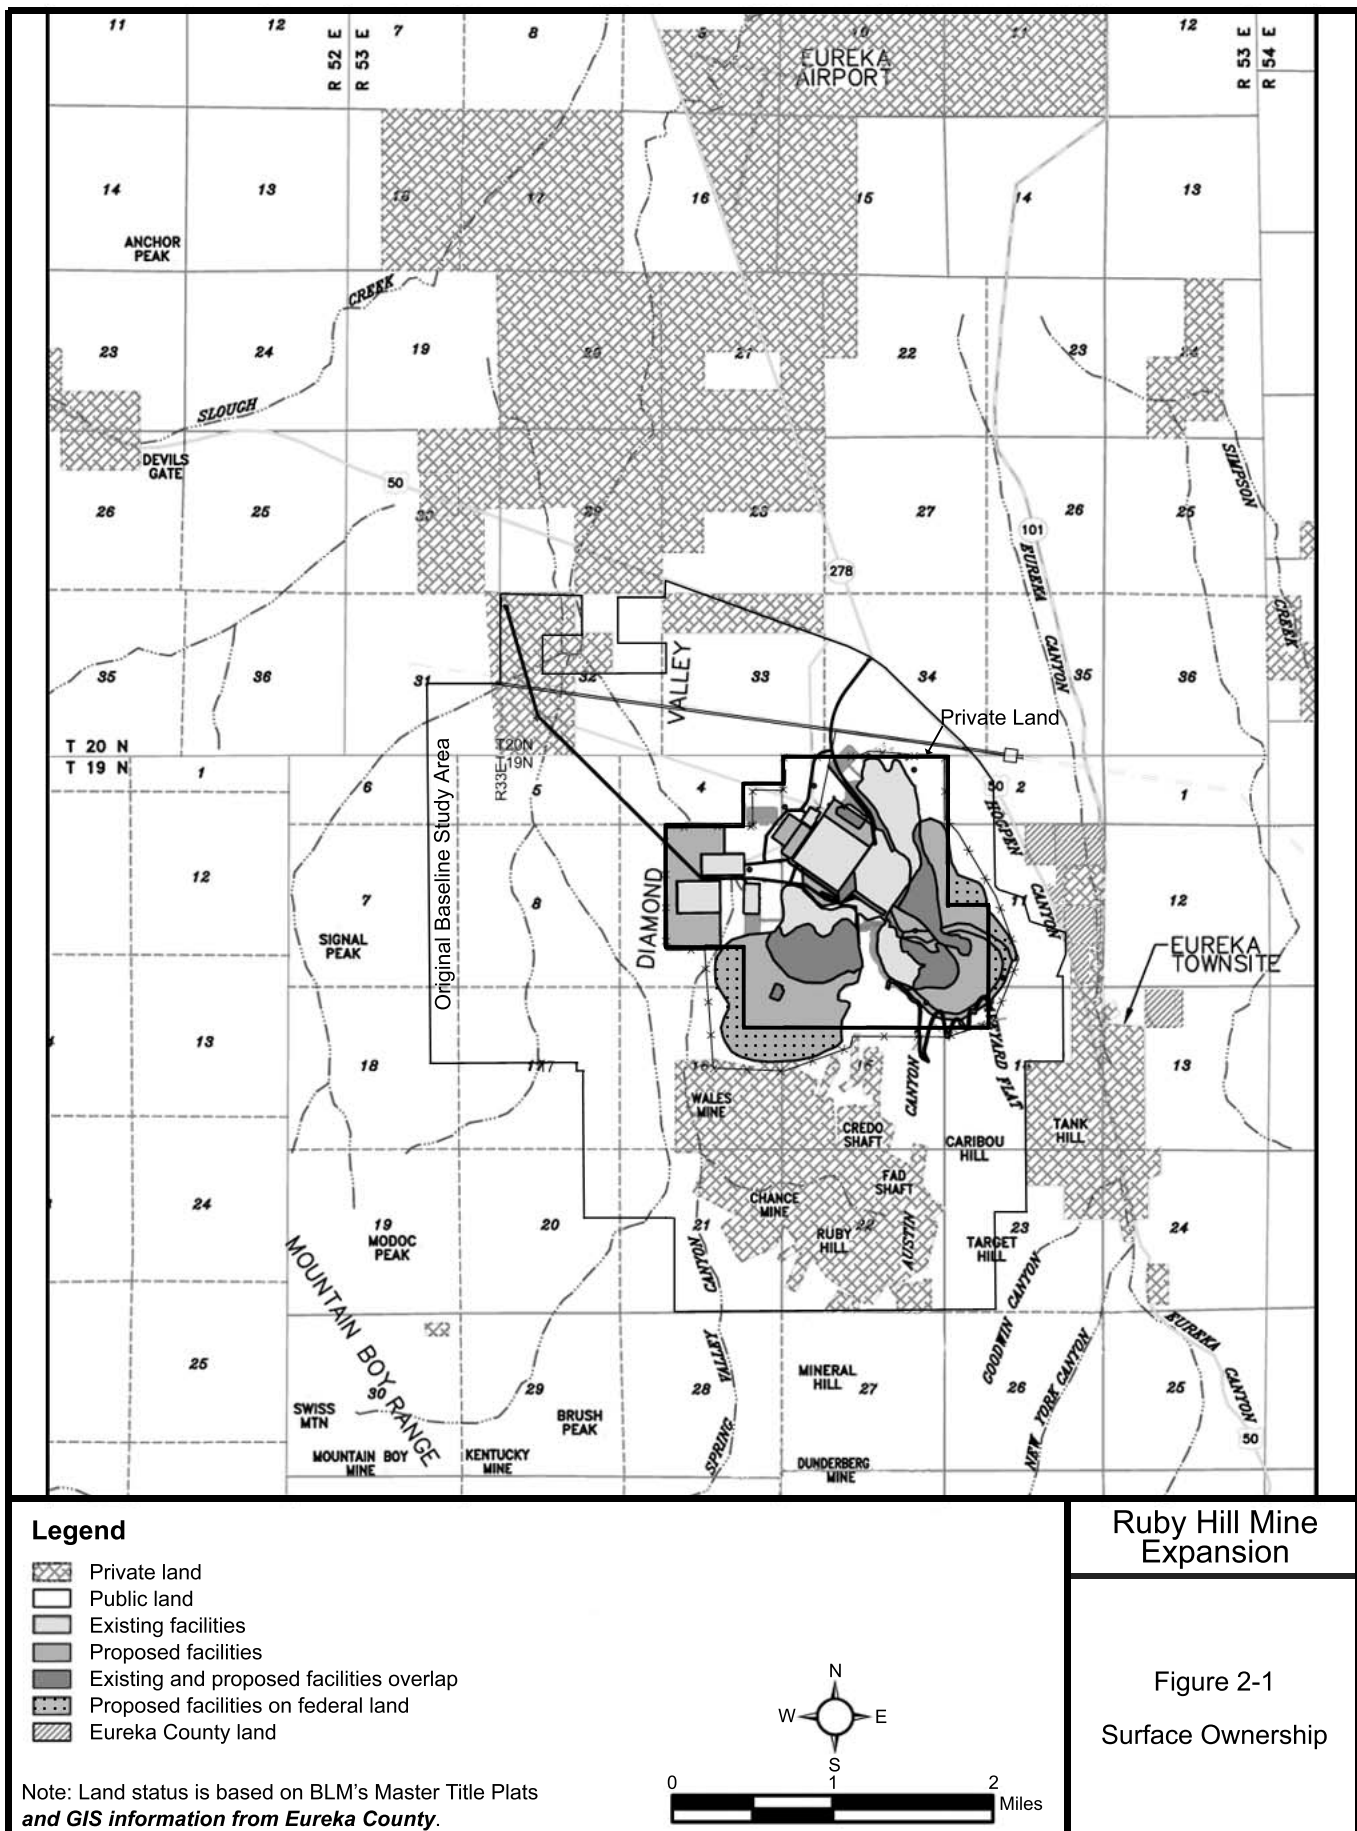 11
12
7
8
9
10
11
12
R 52 E
R 53 E
R 53 E
R 54 E
EUREKA
AIRPORT
14
13
18
17
16
15
14
13
ANCHOR
PEAK
CREEK
23
24
19
20
21
22
23
24
SLOUGH
DEVILS
GATE
50
SIMPSON
26
25
30
29
28
27
26
25
101
278
EUREKA
CANYON
CREEK
35
36
31
32
33
34
35
36
VALLEY
Private Land
T 20 N
T 19 N
T20N
T19N
R33E
1
6
5
4
50
2
1
Original Baseline Study Area
HOGPEN
CANYON
12
7
8
11
12
DIAMOND
SIGNAL
PEAK
EUREKA
TOWNSITE
13
18
17
16
15
14
13
CANYON
FLAT
WALES
MINE
CREDO
SHAFT
CARIBOU
HILL
TANK
HILL
FAD
SHAFT
CHANCE
MINE
24
19
20
21
22
23
24
MODOC
PEAK
RUBY
HILL
AUSTIN
TARGET
HILL
CANYON
GOODWIN CANYON
MOUNTAIN BOY RANGE
EUREKA
CANYON
50
25
30
29
28
27
26
25
VALLEY
SPRING
MINERAL
HILL
NEW YORK CANYON
SWISS
MTN
BRUSH
PEAK
MOUNTAIN BOY
MINE
KENTUCKY
MINE
DUNDERBERG
MINE
Legend
Private land
Public land
Existing facilities
Proposed facilities
Existing and proposed facilities overlap
Proposed facilities on federal land
Eureka County land
Note: Land status is based on BLM's Master Title Plats
and GIS information from Eureka County.
N
W
E
S
0
1
2
Miles
Ruby Hill Mine
Expansion
Figure 2-1
Surface Ownership